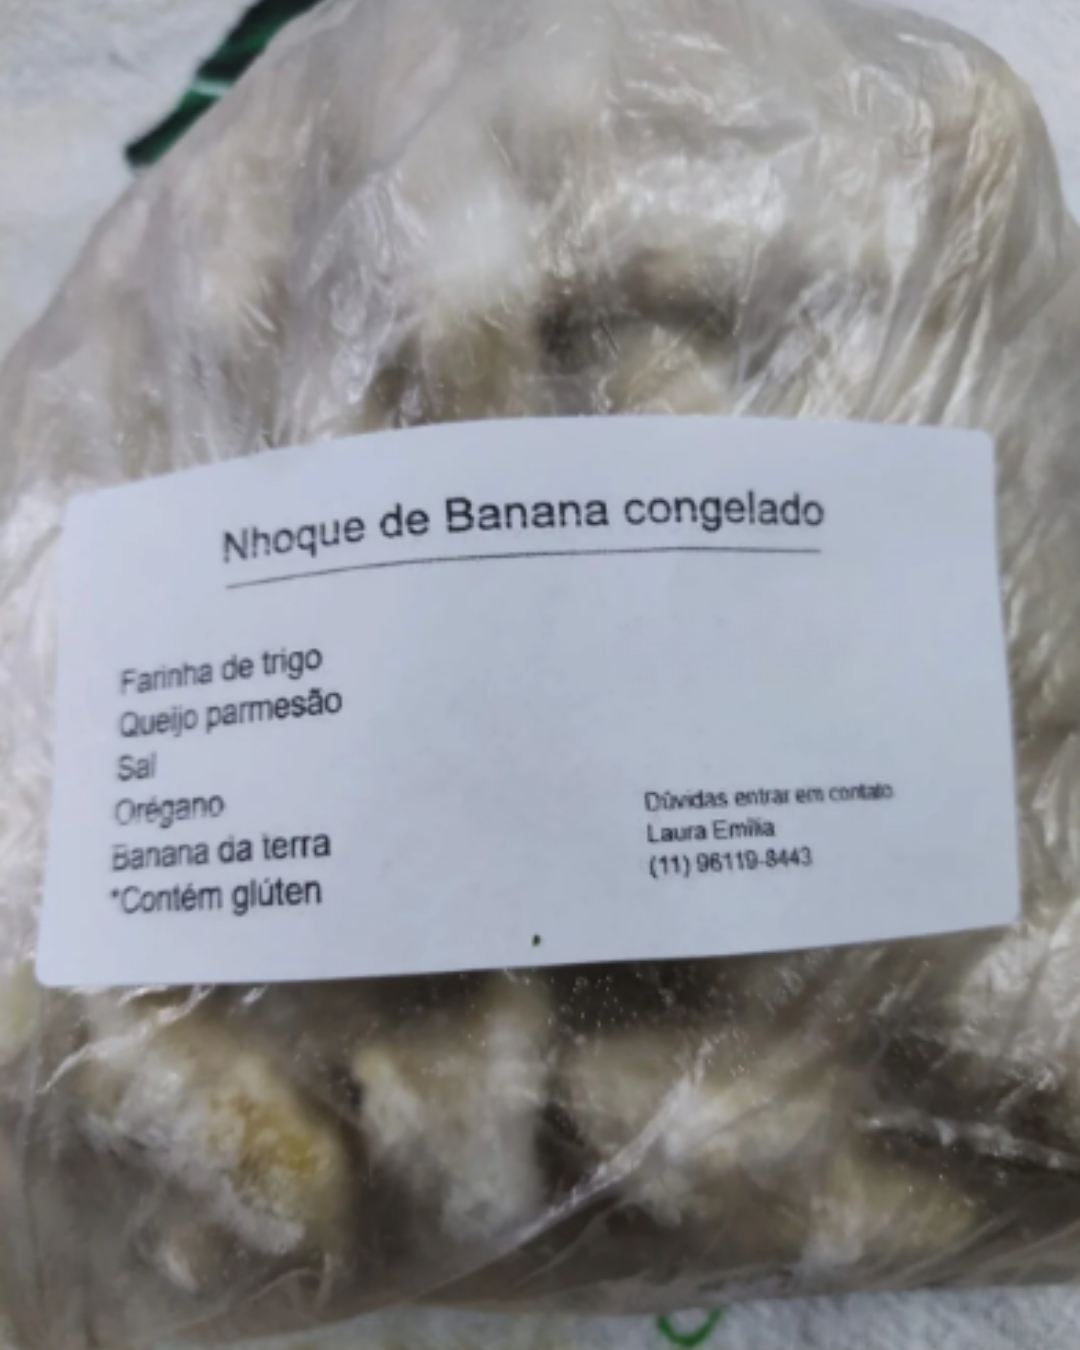 Nhoque de Banana congelado
Farinha de trigo
Queijo parmesão
Sal
Orégano
Banana da terra
*Contém glúten
Dúvidas entrar em contato
Laura Emília
(11) 96119-8443